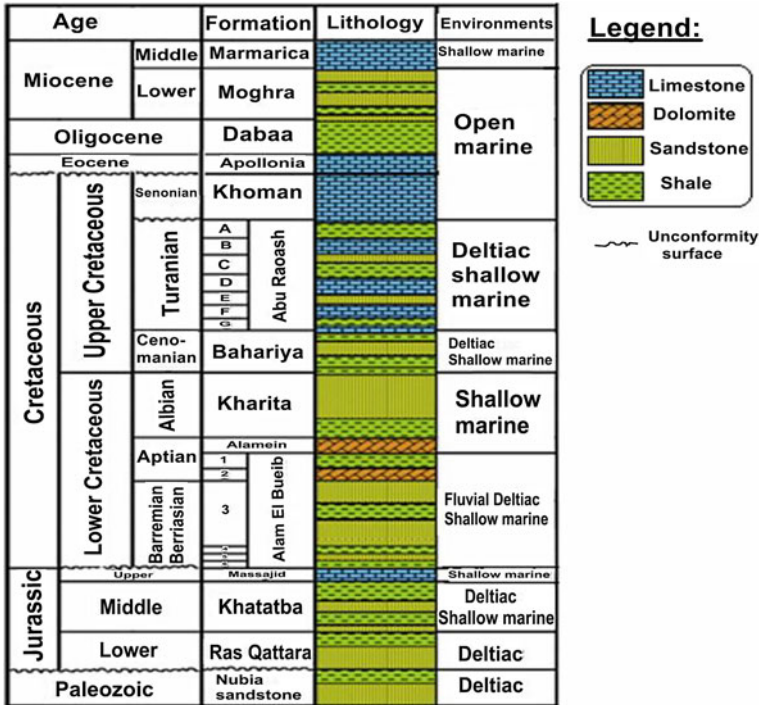 Age Formation Lithology Environments
Miocene Middle Marmarica Shallow marine
Lower Moghra
Open
marine
Oligocene Dabaa
Eocene Apollonia
Cretaceous Upper Cretaceous Senonian Khoman
Turanian A
B
C
D
E
F
G
Abu Raoash
Deltiac
shallow
marine
Ceno-
manian
Bahariya
Deltiac
Shallow marine
Lower Cretaceous Albian Kharita
Shallow
marine
Aptian Alamein
1
2
3
Alam El Bueib
Barremian
Berriasian
Fluvial Deltiac
Shallow marine
Jurassic Upper Massajid Shallow marine
Middle Khatatba
Deltiac
Shallow marine
Lower Ras Qattara Deltiac
Paleozoic
Nubia
sandstone
Deltiac
Legend:
Limestone
Dolomite
Sandstone
Shale
Unconformity
surface